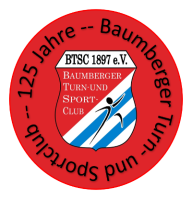 125 Jahre -- Baumberger Turn- und Sportclub --
BTSC 1897 e.V.
BAUMBERGER
TURN-UND
SPORT-
CLUB